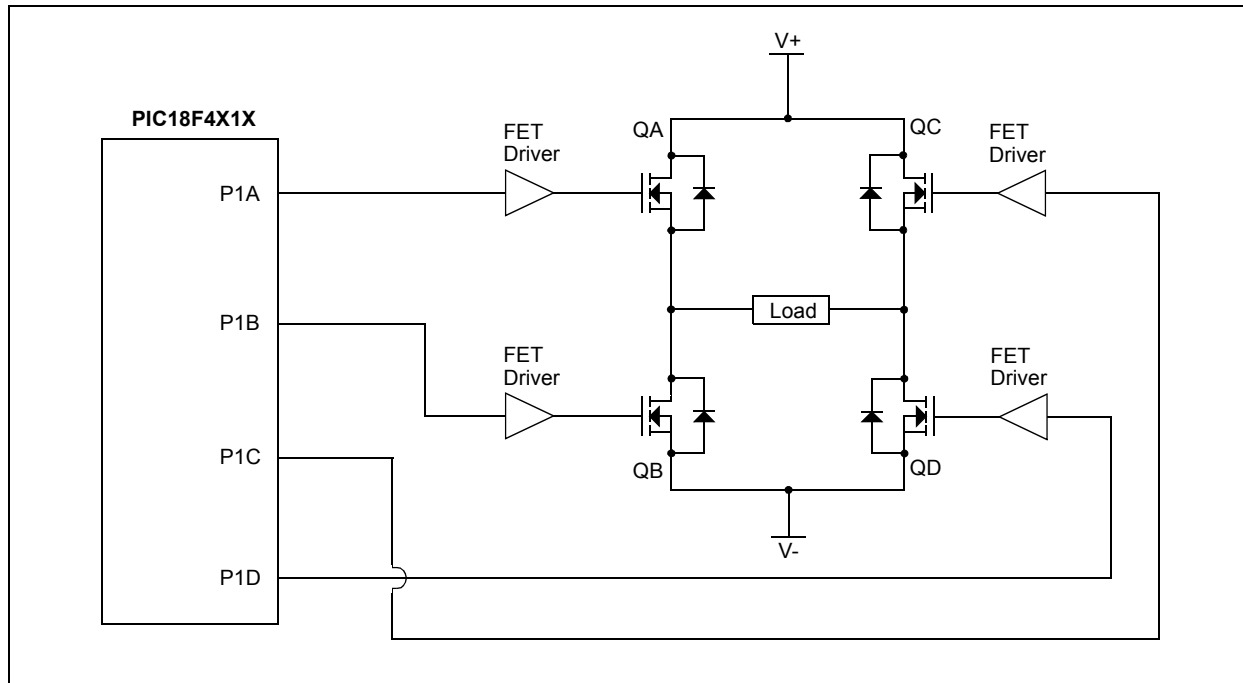 V+
PIC18F4X1X
FET
Driver
QA
QC
FET
Driver
P1A
Load
P1B
FET
Driver
FET
Driver
P1C
QB
QD
V-
P1D